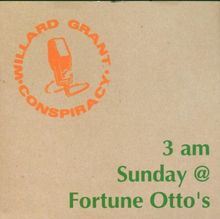 WILLARD GRANT
CONSPIRACY.
3 am
Sunday @
Fortune Otto's